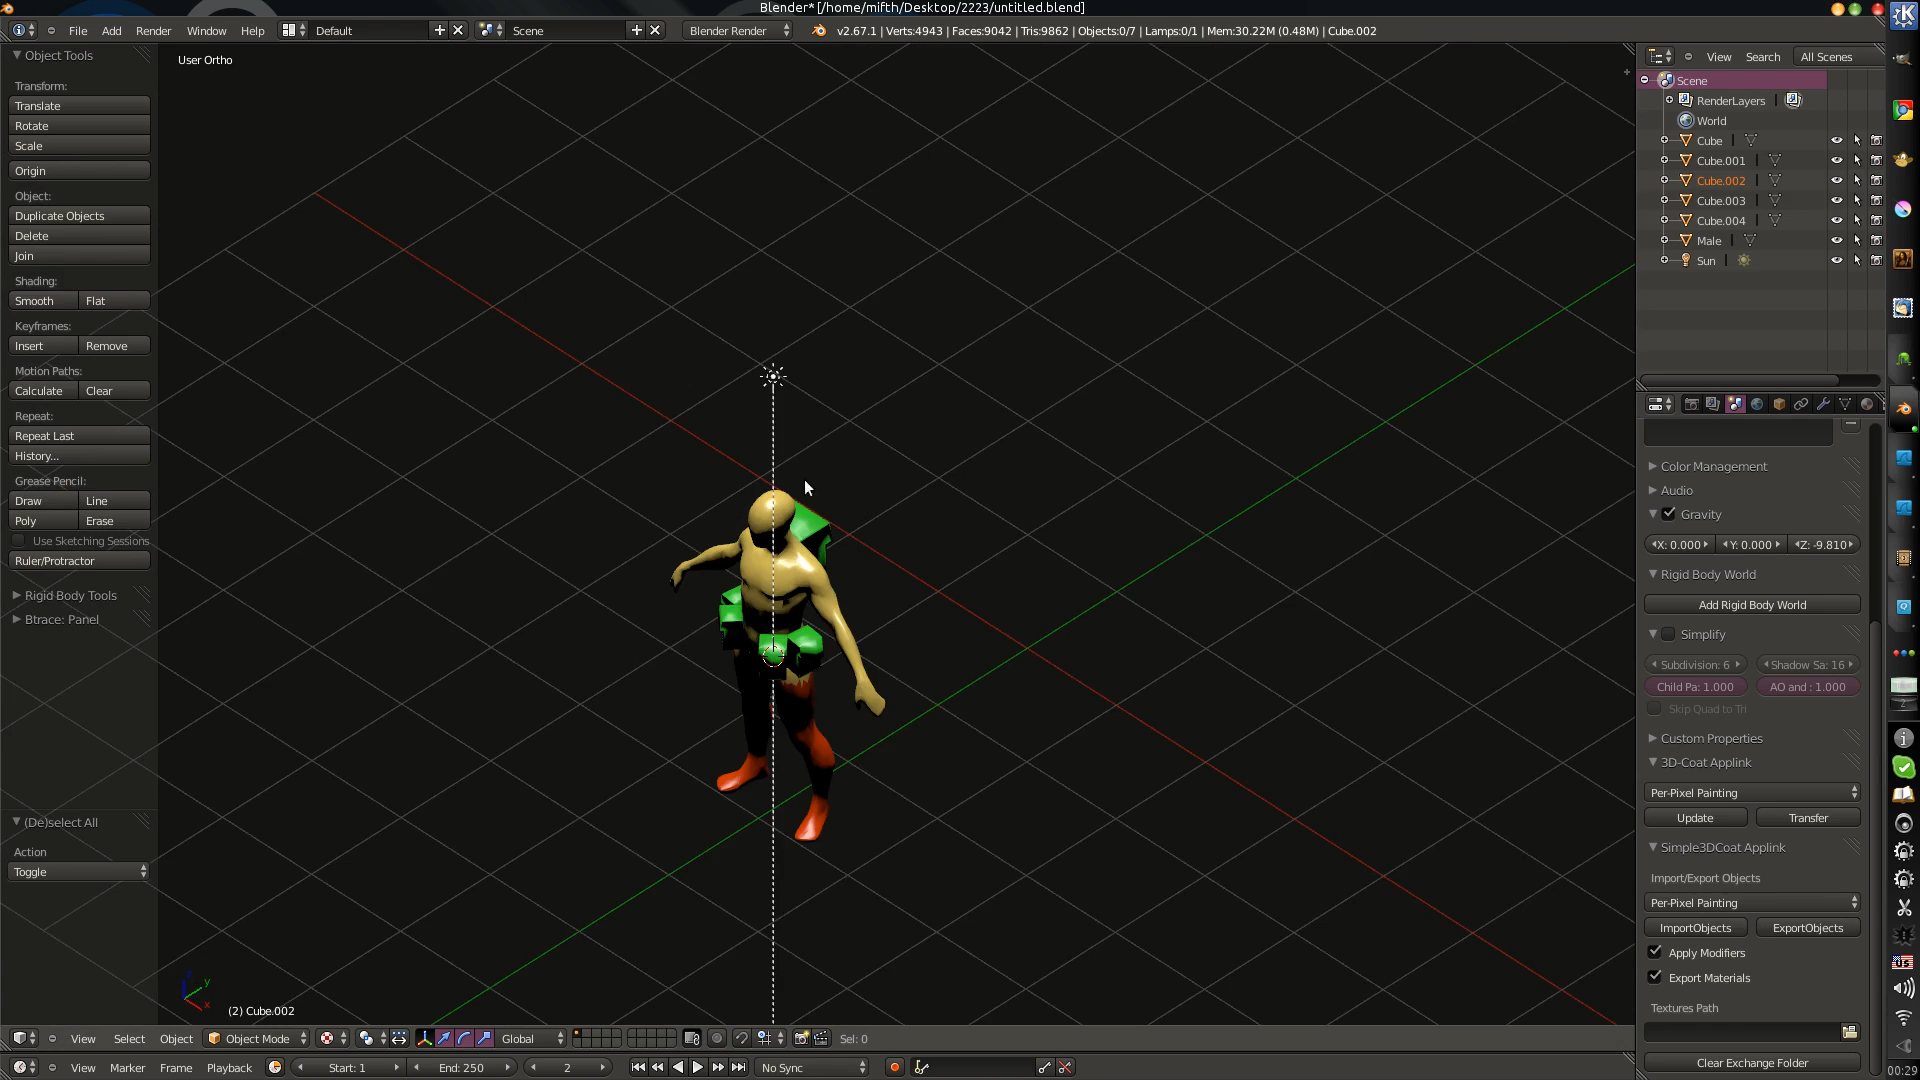 Blender* [/home/mifth/Desktop/2223/untitled.blend]
File Add Render Window Help Default Scene Blender Render v2.67.1 | Verts:4943 | Faces:9042 | Tris:9862 | Objects:0/7 | Lamps:0/1 | Mem:30.22M (0.48M) | Cube.002
Object Tools
Transform:
Translate
Rotate
Scale
Origin
Object:
Duplicate Objects
Delete
Join
Shading:
Smooth Flat
Keyframes:
Insert Remove
Motion Paths:
Calculate Clear
Repeat:
Repeat Last
History...
Grease Pencil:
Draw Line
Poly Erase
Use Sketching Sessions
Ruler/Protractor
Rigid Body Tools
Btrace: Panel
(De)select All
Action
Toggle
User Ortho
z
y
x
(2) Cube.002
View Search All Scenes
Scene
RenderLayers |
World
Cube |
Cube.001 |
Cube.002 |
Cube.003 |
Cube.004 |
Male |
Sun |
Color Management
Audio
Gravity
X: 0.000 Y: 0.000 Z: -9.810
Rigid Body World
Add Rigid Body World
Simplify
Subdivision: 6 Shadow Sa: 16
Child Pa: 1.000 AO and : 1.000
Skip Quad to Tri
Custom Properties
3D-Coat Applink
Per-Pixel Painting
Update Transfer
Simple3DCoat Applink
Import/Export Objects
Per-Pixel Painting
ImportObjects ExportObjects
Apply Modifiers
Export Materials
Textures Path
Clear Exchange Folder
View Select Object Object Mode Global Sel: 0
View Marker Frame Playback Start: 1 End: 250 2 No Sync
US
00:29